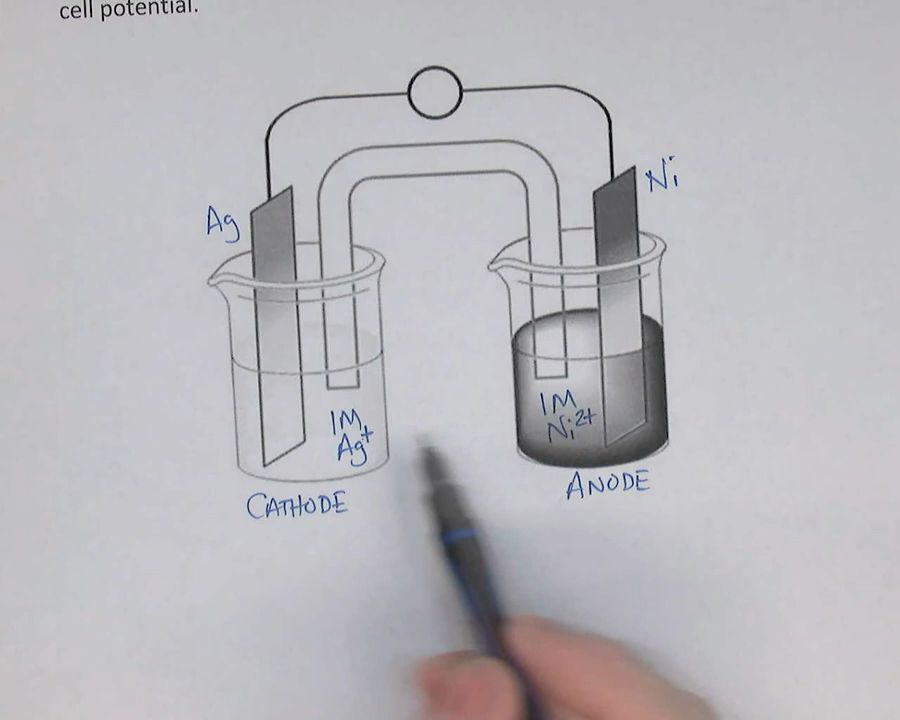 cell potential.
Ag
Ni
1M
Ag+
1M
Ni2+
CATHODE
ANODE